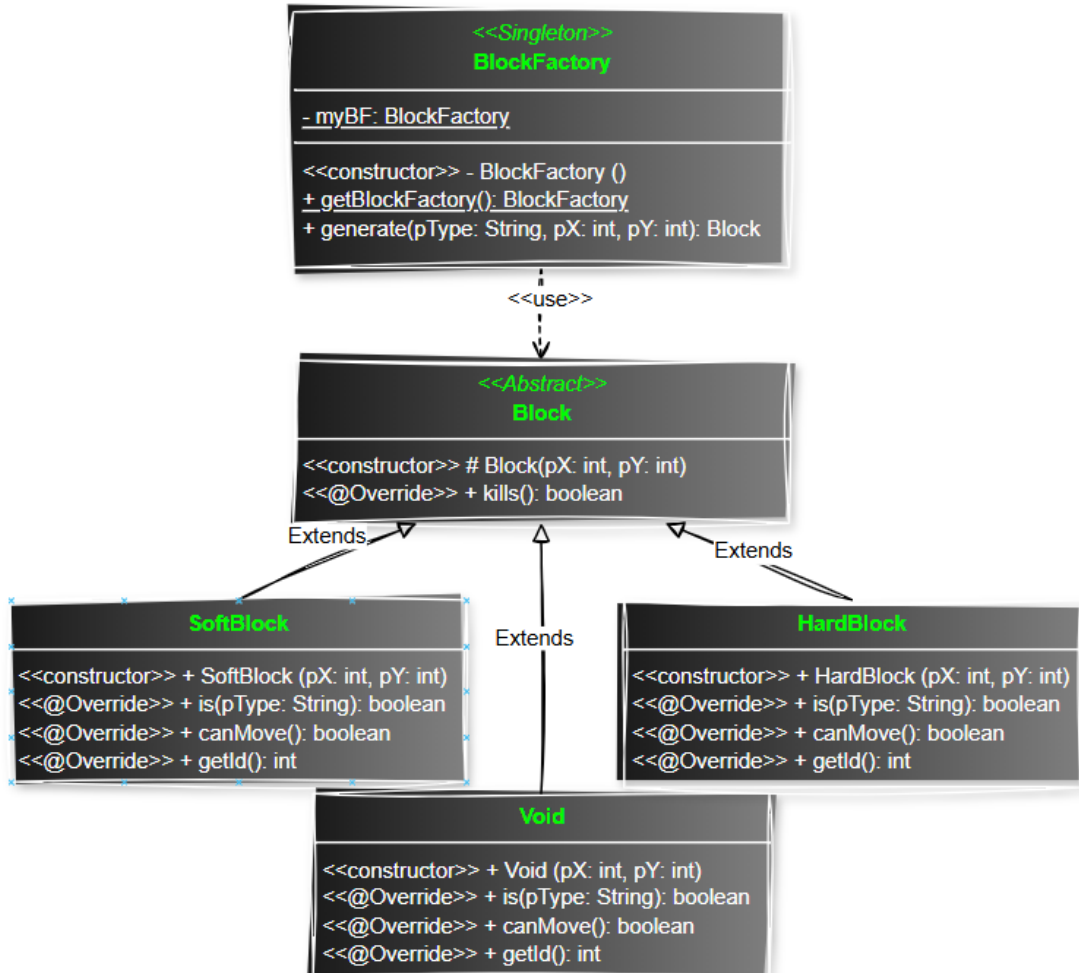 <<Singleton>>
BlockFactory
- myBF: BlockFactory
<<constructor>> - BlockFactory ()
+ getBlockFactory(): BlockFactory
+ generate(pType: String, pX: int, pY: int): Block
<<use>>
<<Abstract>>
Block
<<constructor>> # Block(pX: int, pY: int)
<<@Override>> + kills(): boolean
Extends
Extends
Extends
SoftBlock
<<constructor>> + SoftBlock (pX: int, pY: int)
<<@Override>> + is(pType: String): boolean
<<@Override>> + canMove(): boolean
<<@Override>> + getId(): int
HardBlock
<<constructor>> + HardBlock (pX: int, pY: int)
<<@Override>> + is(pType: String): boolean
<<@Override>> + canMove(): boolean
<<@Override>> + getId(): int
Void
<<constructor>> + Void (pX: int, pY: int)
<<@Override>> + is(pType: String): boolean
<<@Override>> + canMove(): boolean
<<@Override>> + getId(): int